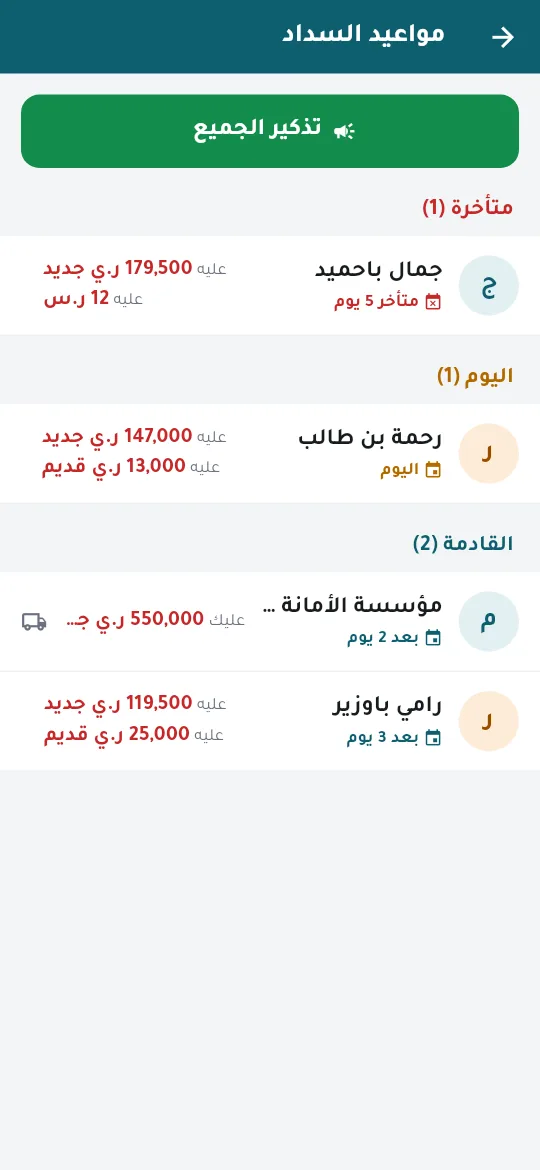 مواعيد السداد
تذكير الجميع
متأخرة (1)
ج
جمال باحميد
متأخر 5 يوم
عليه 179,500 ر.ي جديد
عليه 12 ر.س
اليوم (1)
ر
رحمة بن طالب
اليوم
عليه 147,000 ر.ي جديد
عليه 13,000 ر.ي قديم
القادمة (2)
م
مؤسسة الأمانة ...
بعد 2 يوم
عليك 550,000 ر.ي جـ...
ر
رامي باوزير
بعد 3 يوم
عليه 119,500 ر.ي جديد
عليه 25,000 ر.ي قديم